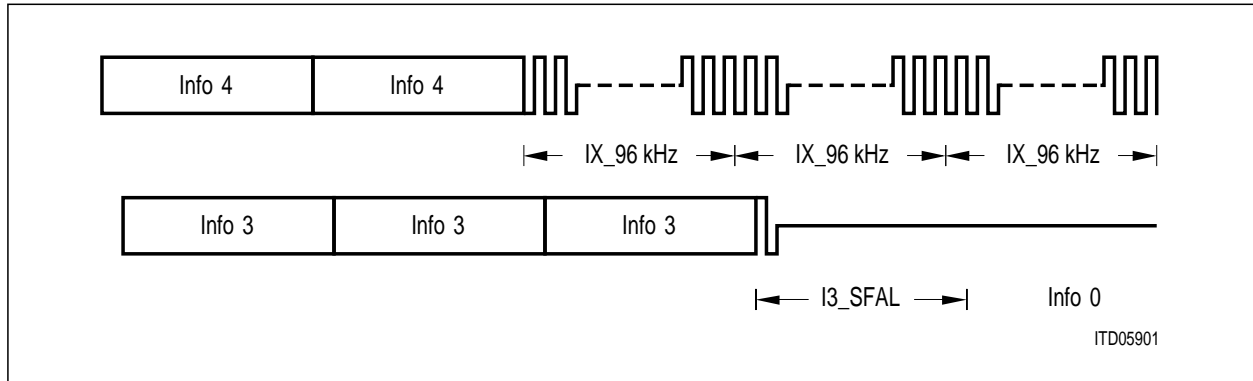 Info 4 Info 4
IX_96 kHz IX_96 kHz IX_96 kHz
Info 3 Info 3 Info 3
I3_SFAL Info 0
ITD05901